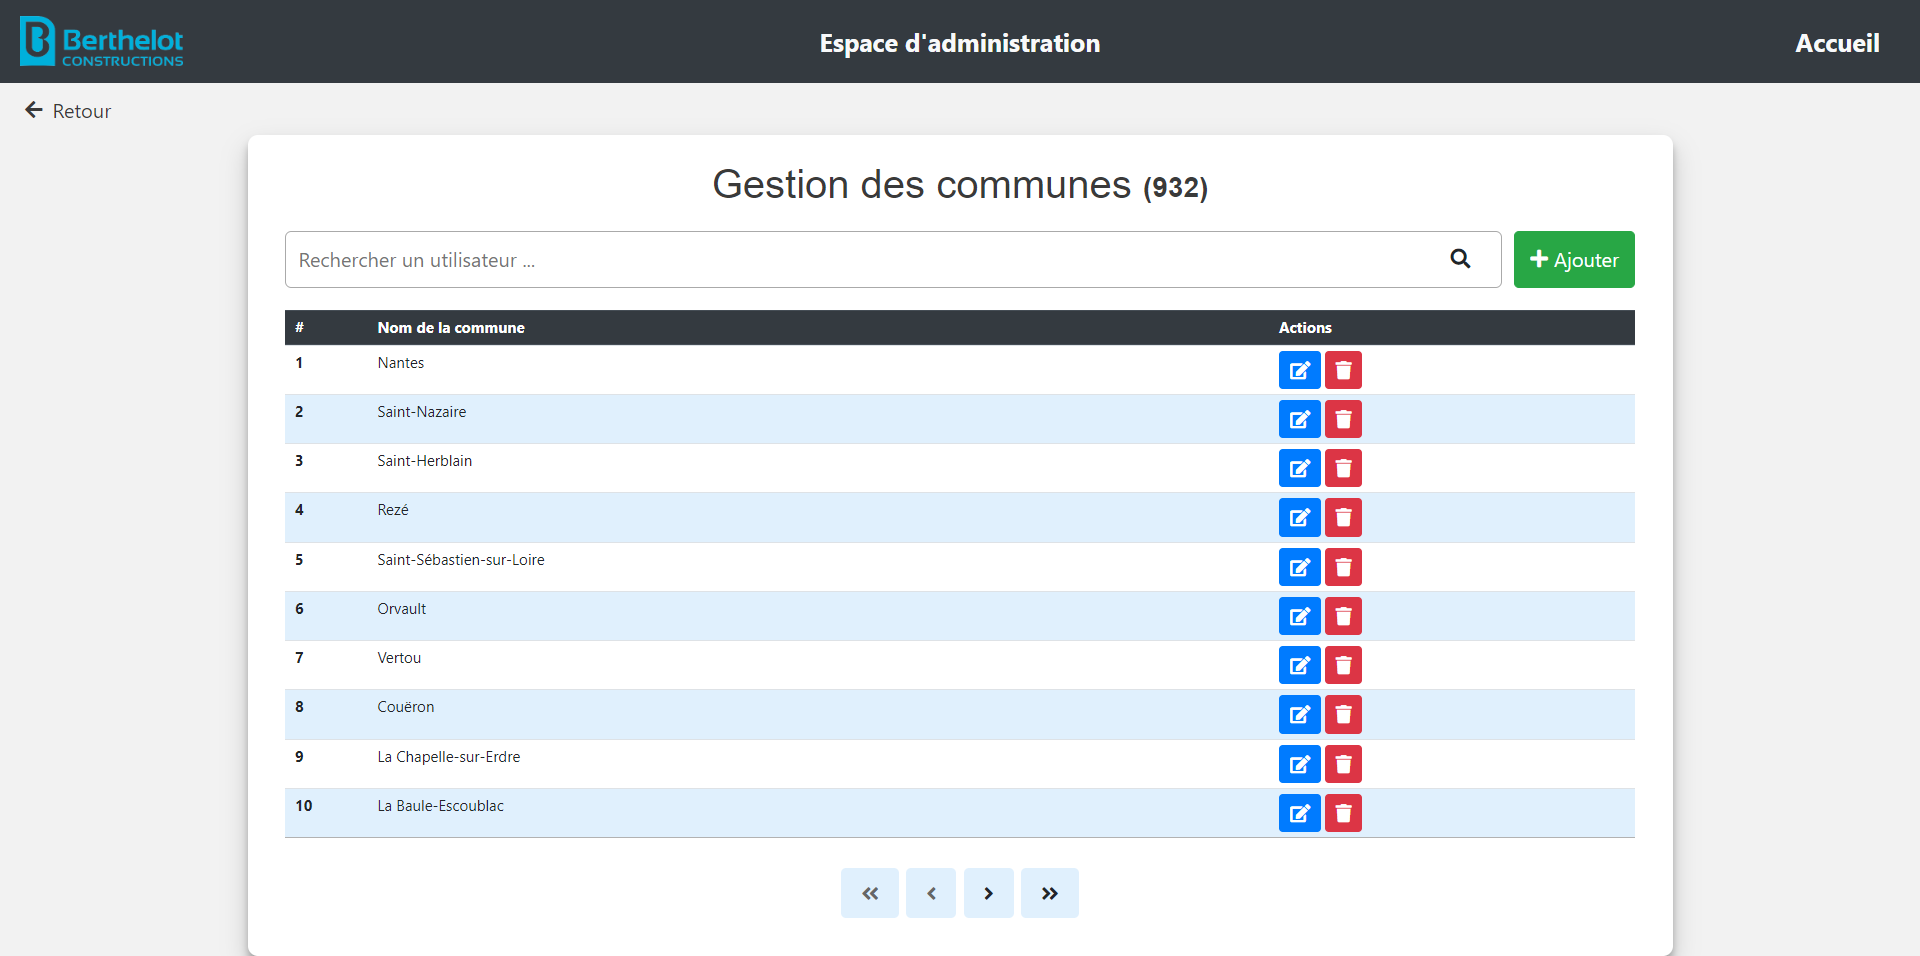 Berthelot
CONSTRUCTIONS
Espace d'administration
Accueil
Retour
Gestion des communes (932)
Rechercher un utilisateur ...
Ajouter
# Nom de la commune Actions
1 Nantes
2 Saint-Nazaire
3 Saint-Herblain
4 Rezé
5 Saint-Sébastien-sur-Loire
6 Orvault
7 Vertou
8 Couëron
9 La Chapelle-sur-Erdre
10 La Baule-Escoublac